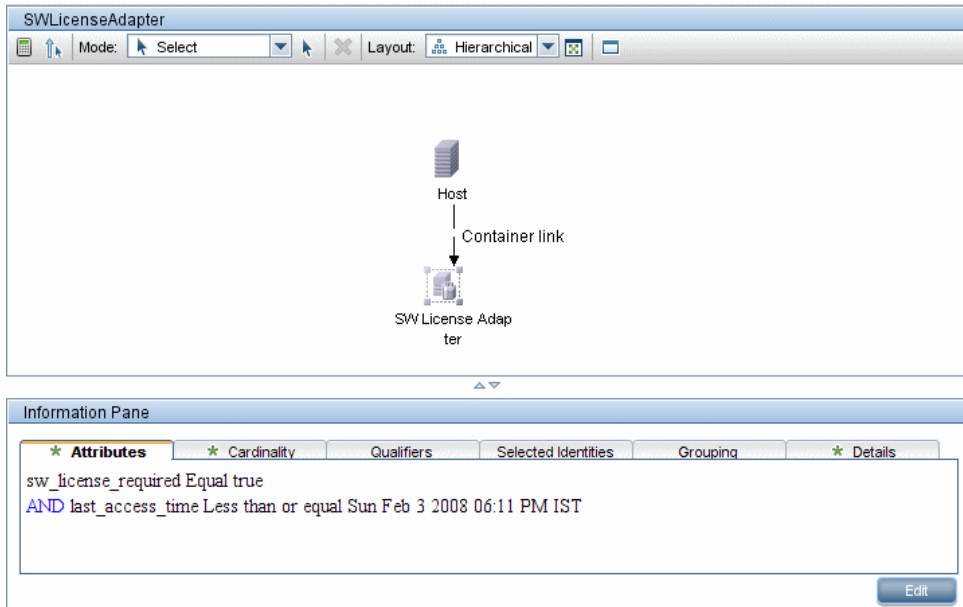 SWLicenseAdapter
Mode: Select Layout: Hierarchical
Host
Container link
SW License Adap
ter
Information Pane
* Attributes * Cardinality Qualifiers Selected Identities Grouping * Details
sw_license_required Equal true
AND last_access_time Less than or equal Sun Feb 3 2008 06:11 PM IST
Edit